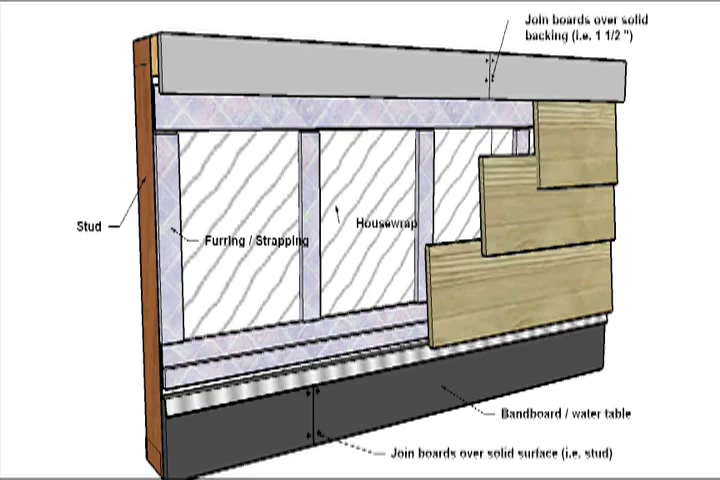 Join boards over solid
backing (i.e. 1 1/2 ")
Stud
Furring / Strapping
Housewrap
Bandboard / water table
Join boards over solid surface (i.e. stud)